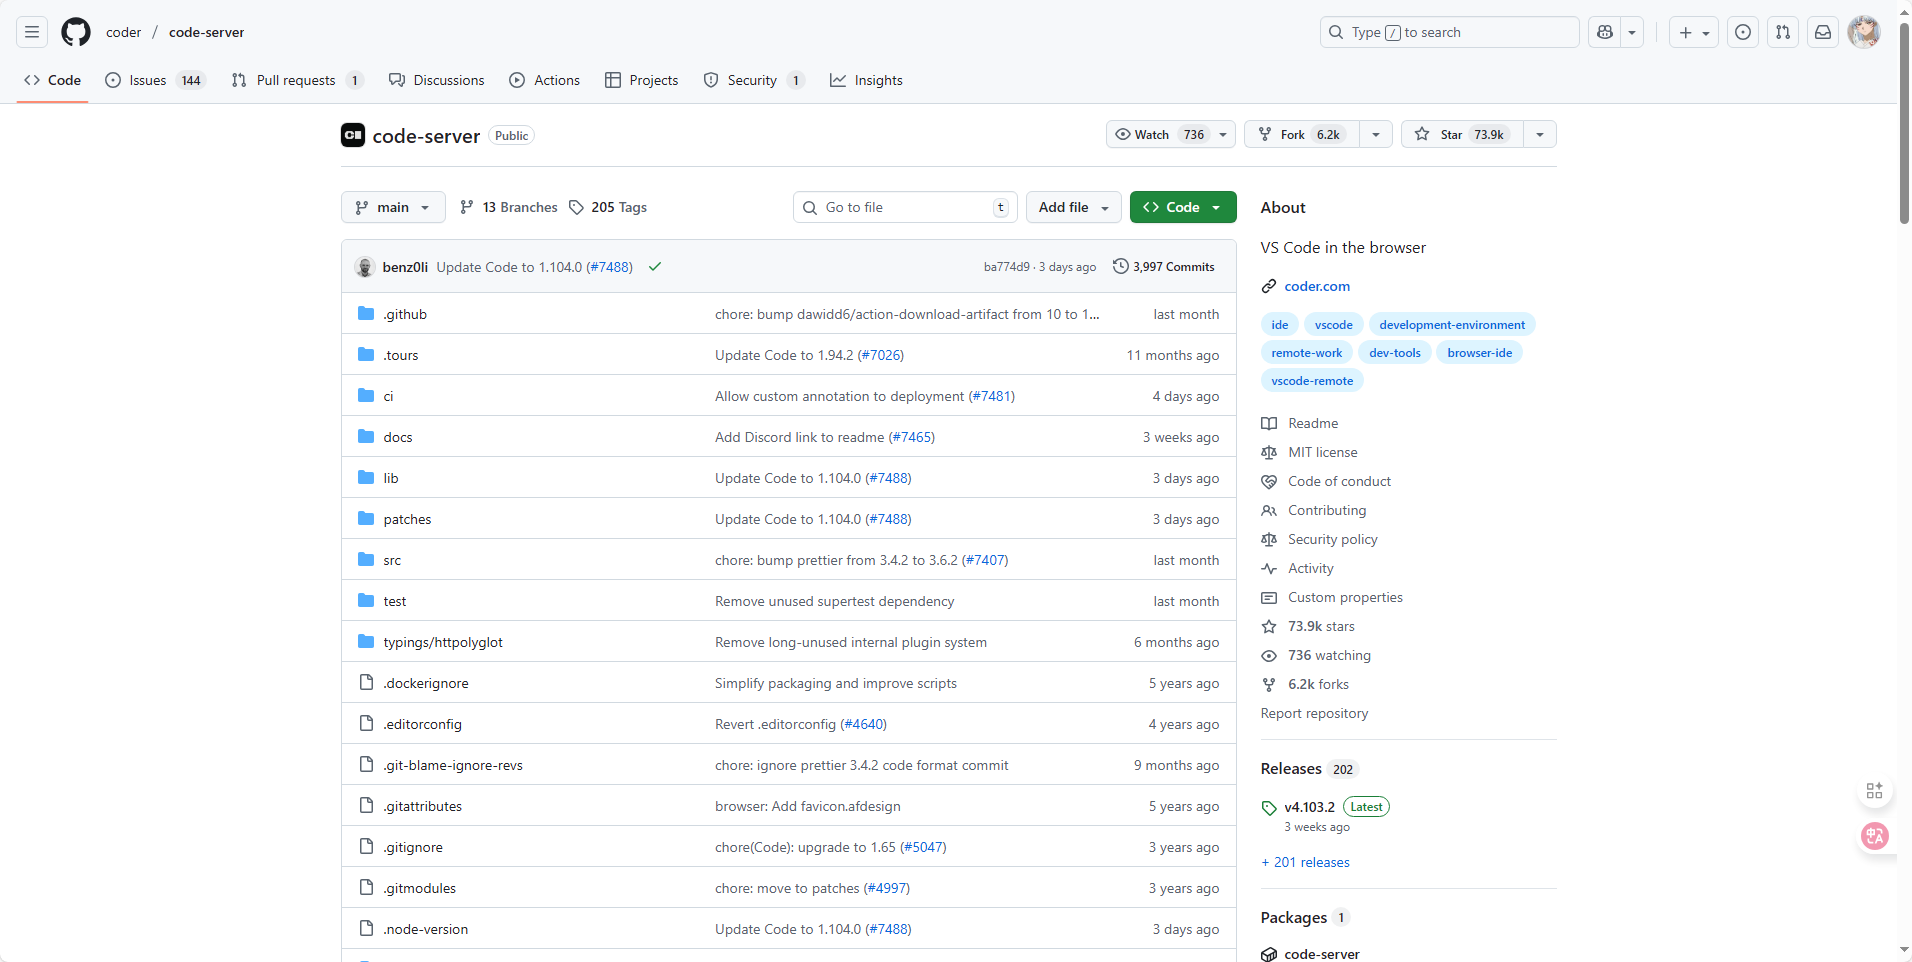 coder / code-server
Type / to search
Code Issues 144 Pull requests 1 Discussions Actions Projects Security 1 Insights
code-server Public
Watch 736 Fork 6.2k Star 73.9k
main 13 Branches 205 Tags Go to file t Add file Code
benz0li Update Code to 1.104.0 (#7488) ba774d9 · 3 days ago 3,997 Commits
.github chore: bump dawidd6/action-download-artifact from 10 to 1... last month
.tours Update Code to 1.94.2 (#7026) 11 months ago
ci Allow custom annotation to deployment (#7481) 4 days ago
docs Add Discord link to readme (#7465) 3 weeks ago
lib Update Code to 1.104.0 (#7488) 3 days ago
patches Update Code to 1.104.0 (#7488) 3 days ago
src chore: bump prettier from 3.4.2 to 3.6.2 (#7407) last month
test Remove unused supertest dependency last month
typings/httpolyglot Remove long-unused internal plugin system 6 months ago
.dockerignore Simplify packaging and improve scripts 5 years ago
.editorconfig Revert .editorconfig (#4640) 4 years ago
.git-blame-ignore-revs chore: ignore prettier 3.4.2 code format commit 9 months ago
.gitattributes browser: Add favicon.afdesign 5 years ago
.gitignore chore(Code): upgrade to 1.65 (#5047) 3 years ago
.gitmodules chore: move to patches (#4997) 3 years ago
.node-version Update Code to 1.104.0 (#7488) 3 days ago
About
VS Code in the browser
coder.com
ide vscode development-environment
remote-work dev-tools browser-ide
vscode-remote
Readme
MIT license
Code of conduct
Contributing
Security policy
Activity
Custom properties
73.9k stars
736 watching
6.2k forks
Report repository
Releases 202
v4.103.2 Latest
3 weeks ago
+ 201 releases
Packages 1
code-server